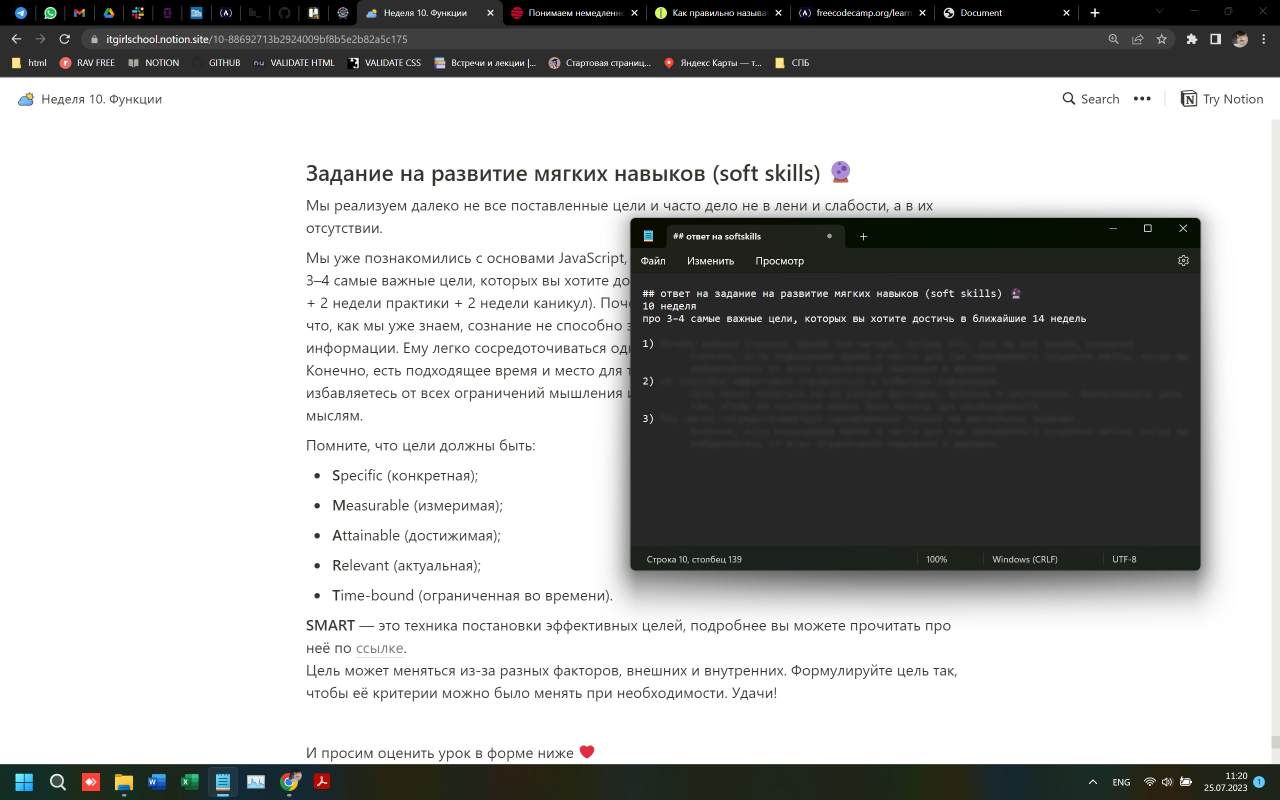 Неделя 10. Функции
Понимаем немедленно
Как правильно называ
freecodecamp.org/learn
Document
itgirlschool.notion.site/10-88692713b2924009bf8b5e2b82a5c175
html
RAV FREE
NOTION
GITHUB
VALIDATE HTML
VALIDATE CSS
Встречи и лекции |...
Стартовая страниц...
Яндекс Карты — т...
СПБ
Неделя 10. Функции
Search
Try Notion
Задание на развитие мягких навыков (soft skills) 🔮
Мы реализуем далеко не все поставленные цели и часто дело не в лени и слабости, а в их
отсутствии.
Мы уже познакомились с основами JavaScript,
3–4 самые важные цели, которых вы хотите до
+ 2 недели практики + 2 недели каникул). Поч
что, как мы уже знаем, сознание не способно
информации. Ему легко сосредоточиться
Конечно, есть подходящее время и место для
избавляетесь от всех ограничений мышления и
мыслям.
Помните, что цели должны быть:
• Specific (конкретная);
• Measurable (измеримая);
• Attainable (достижимая);
• Relevant (актуальная);
• Time-bound (ограниченная во времени).
SMART — это техника постановки эффективных целей, подробнее вы можете прочитать про
неё по ссылке.
Цель может меняться из-за разных факторов, внешних и внутренних. Формулируйте цель так,
чтобы её критерии можно было менять при необходимости. Удачи!
И просим оценить урок в форме ниже ❤️
## ответ на softskills
Файл
Изменить
Просмотр
## ответ на задание на развитие мягких навыков (soft skills) 🔮
10 неделя
про 3–4 самые важные цели, которых вы хотите достичь в ближайшие 14 недель
1)
2)
3)
Строка 10, столбец 139
100%
Windows (CRLF)
UTF-8
ENG
11:20
25.07.2023
1